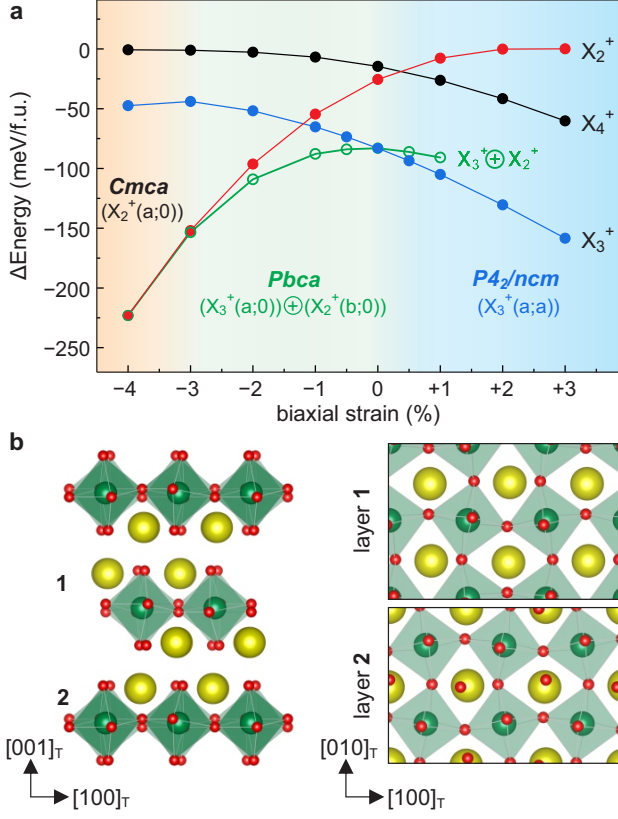 a
0
−50
−100
−150
−200
−250
ΔEnergy (meV/f.u.)
X₂⁺
X₄⁺
X₃⁺⊕X₂⁺
X₃⁺
Cmca
(X₂⁺(a;0))
Pbca
(X₃⁺(a;0))⊕(X₂⁺(b;0))
P4₂/ncm
(X₃⁺(a;a))
−4 −3 −2 −1 0 +1 +2 +3
biaxial strain (%)
b
1
2
[001]T
[100]T
layer 1
layer 2
[010]T
[100]T